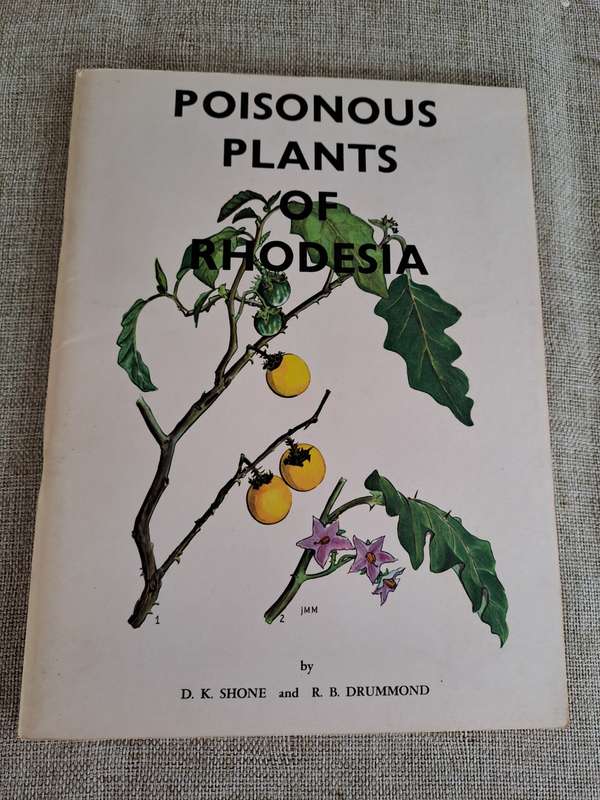 POISONOUS
PLANTS
OF
RHODESIA
1
2
JMM
by
D. K. SHONE and R. B. DRUMMOND